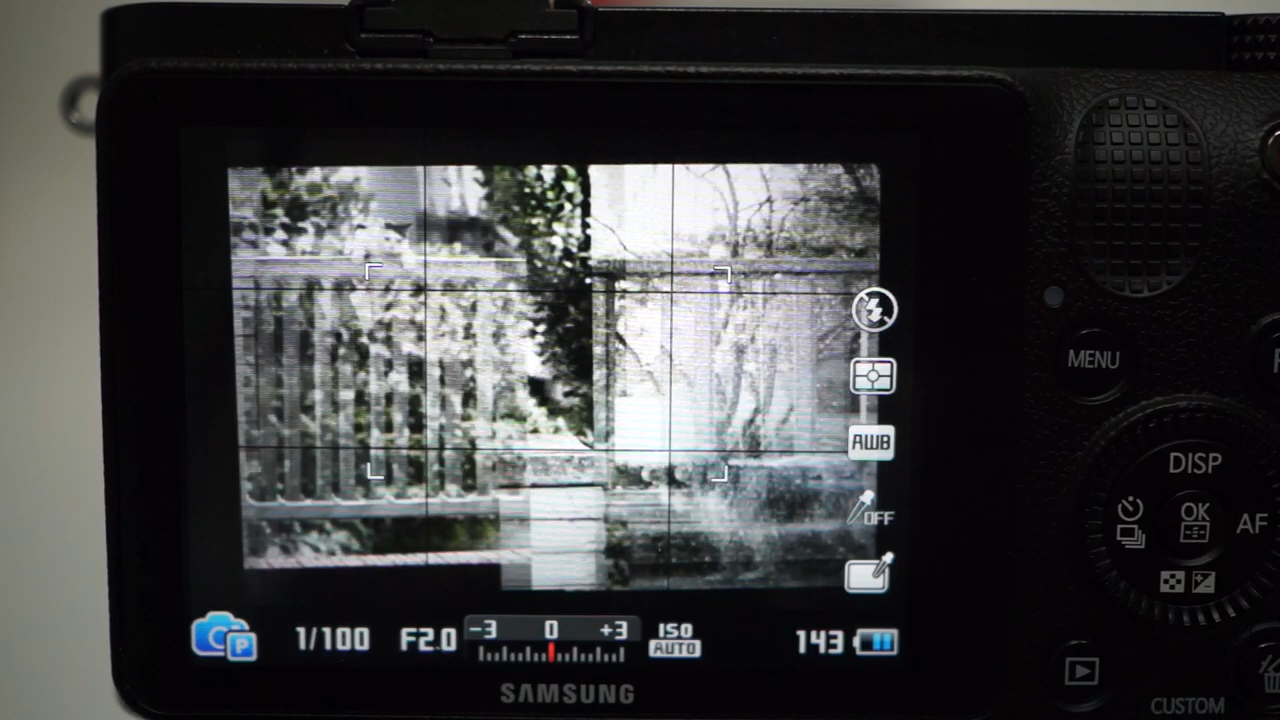 MENU
AWB
DISP
OFF
OK
AF
P
1/100 F2.0 -3 0 +3 ISO AUTO 143
SAMSUNG
CUSTOM